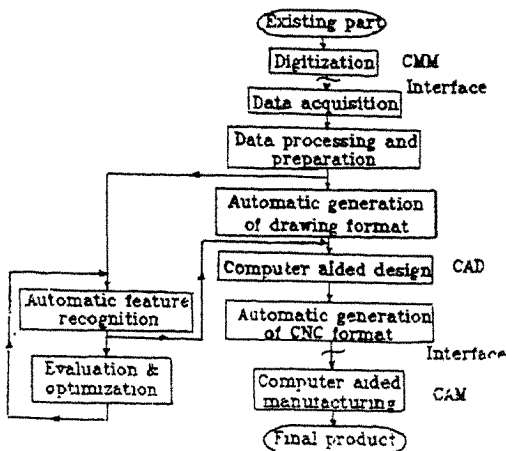 Existing part
Digitization
CMM
Interface
Data acquisition
Data processing and
preparation
Automatic generation
of drawing format
Computer aided design
CAD
Automatic feature
recognition
Automatic generation
of CNC format
Interface
Evaluation &
optimization
Computer aided
manufacturing
CAM
Final product